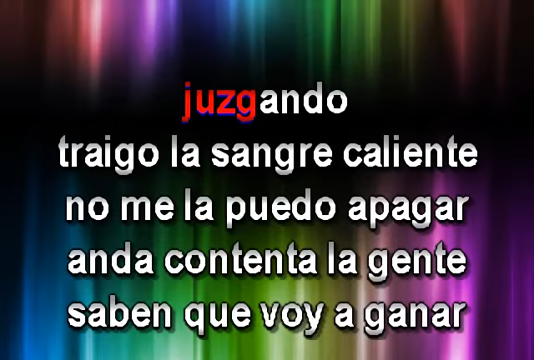 juzgando
traigo la sangre caliente
no me la puedo apagar
anda contenta la gente
saben que voy a ganar